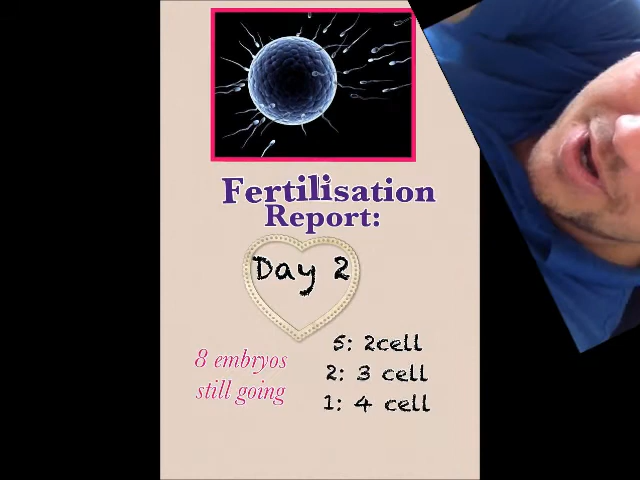 Fertilisation
Report:
Day 2
8 embryos
still going
5: 2cell
2: 3 cell
1: 4 cell